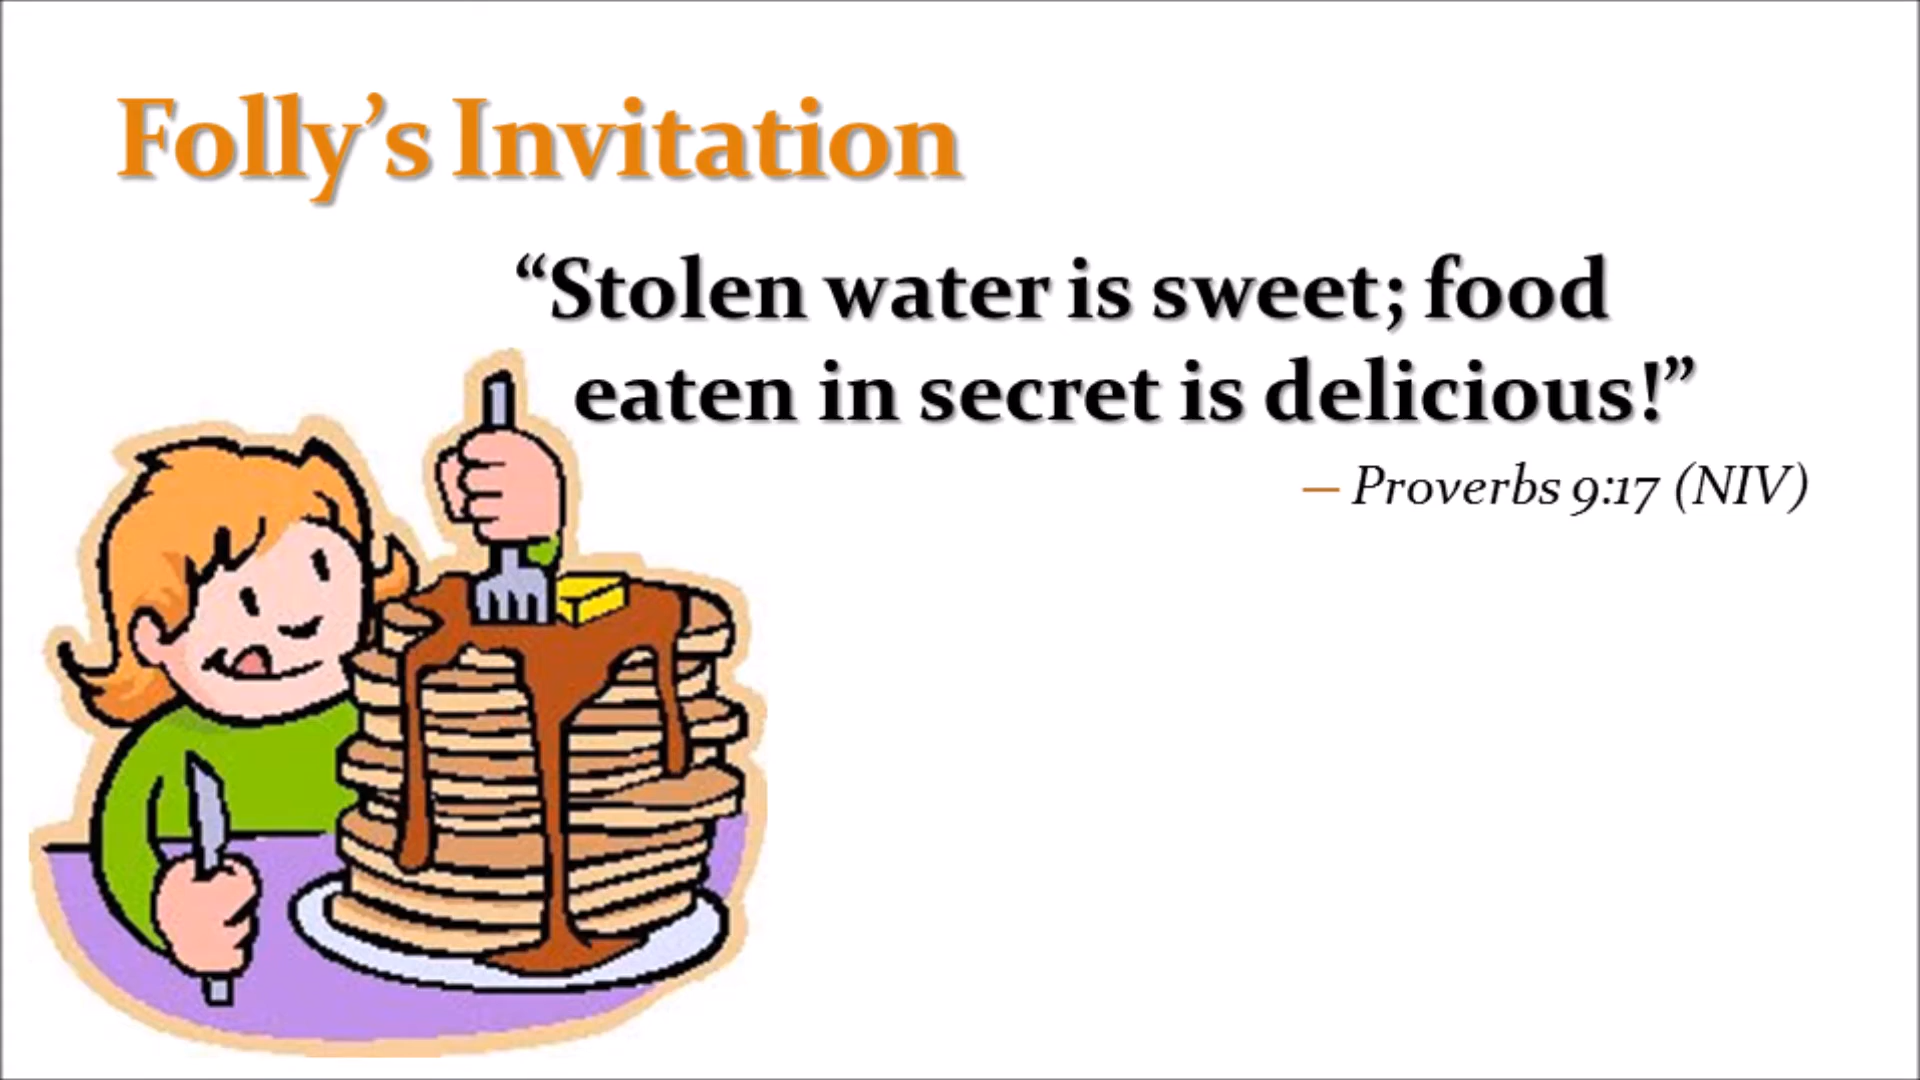 Folly’s Invitation
“Stolen water is sweet; food
eaten in secret is delicious!”
— Proverbs 9:17 (NIV)